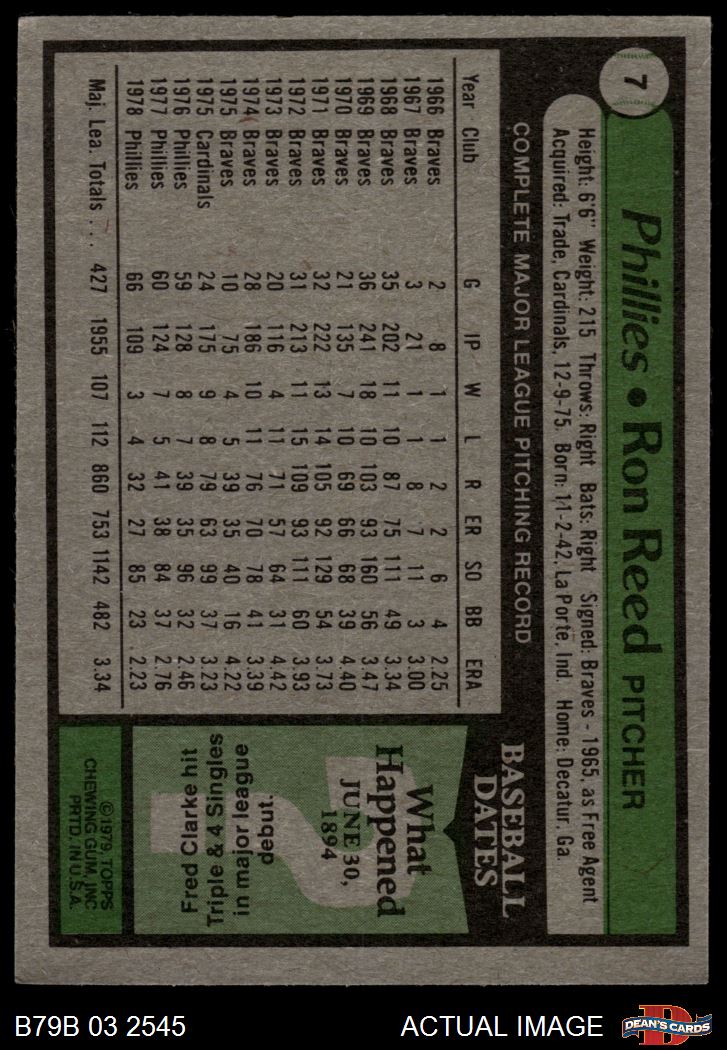 7
Phillies • Ron Reed PITCHER
Height: 6'6" Weight: 215 Throws: Right Bats: Right Signed: Braves - 1965, as Free Agent
Acquired: Trade, Cardinals, 12-9-75. Born: 11-2-42, La Porte, Ind. Home: Decatur, Ga.
COMPLETE MAJOR LEAGUE PITCHING RECORD
Year Club G IP W L R ER SO BB ERA
1966 Braves 2 8 1 1 2 2 6 4 2.25
1967 Braves 3 21 1 1 8 7 11 3 3.00
1968 Braves 35 202 11 10 87 75 111 49 3.34
1969 Braves 36 241 18 10 103 93 160 56 3.47
1970 Braves 21 135 7 10 69 66 68 39 4.40
1971 Braves 32 222 13 14 105 92 129 54 3.73
1972 Braves 31 213 11 15 109 93 111 60 3.93
1973 Braves 20 116 4 11 71 57 64 31 4.42
1974 Braves 28 186 10 11 76 70 78 41 3.39
1975 Braves 10 75 4 5 39 35 40 16 4.22
1975 Cardinals 24 175 9 8 79 63 99 37 3.23
1976 Phillies 59 128 8 7 39 35 96 32 2.46
1977 Phillies 60 124 7 5 41 38 84 37 2.76
1978 Phillies 66 109 3 4 32 27 85 23 2.23
Maj. Lea. Totals . . . 427 1955 107 112 860 753 1142 482 3.34
BASEBALL
DATES
What
Happened
JUNE 30,
1894
?
Fred Clarke hit
Triple & 4 Singles
in major league
debut.
©1979, TOPPS
CHEWING GUM, INC
PRTD. IN U.S.A.
B79B 03 2545
ACTUAL IMAGE
D
DEAN'S CARDS